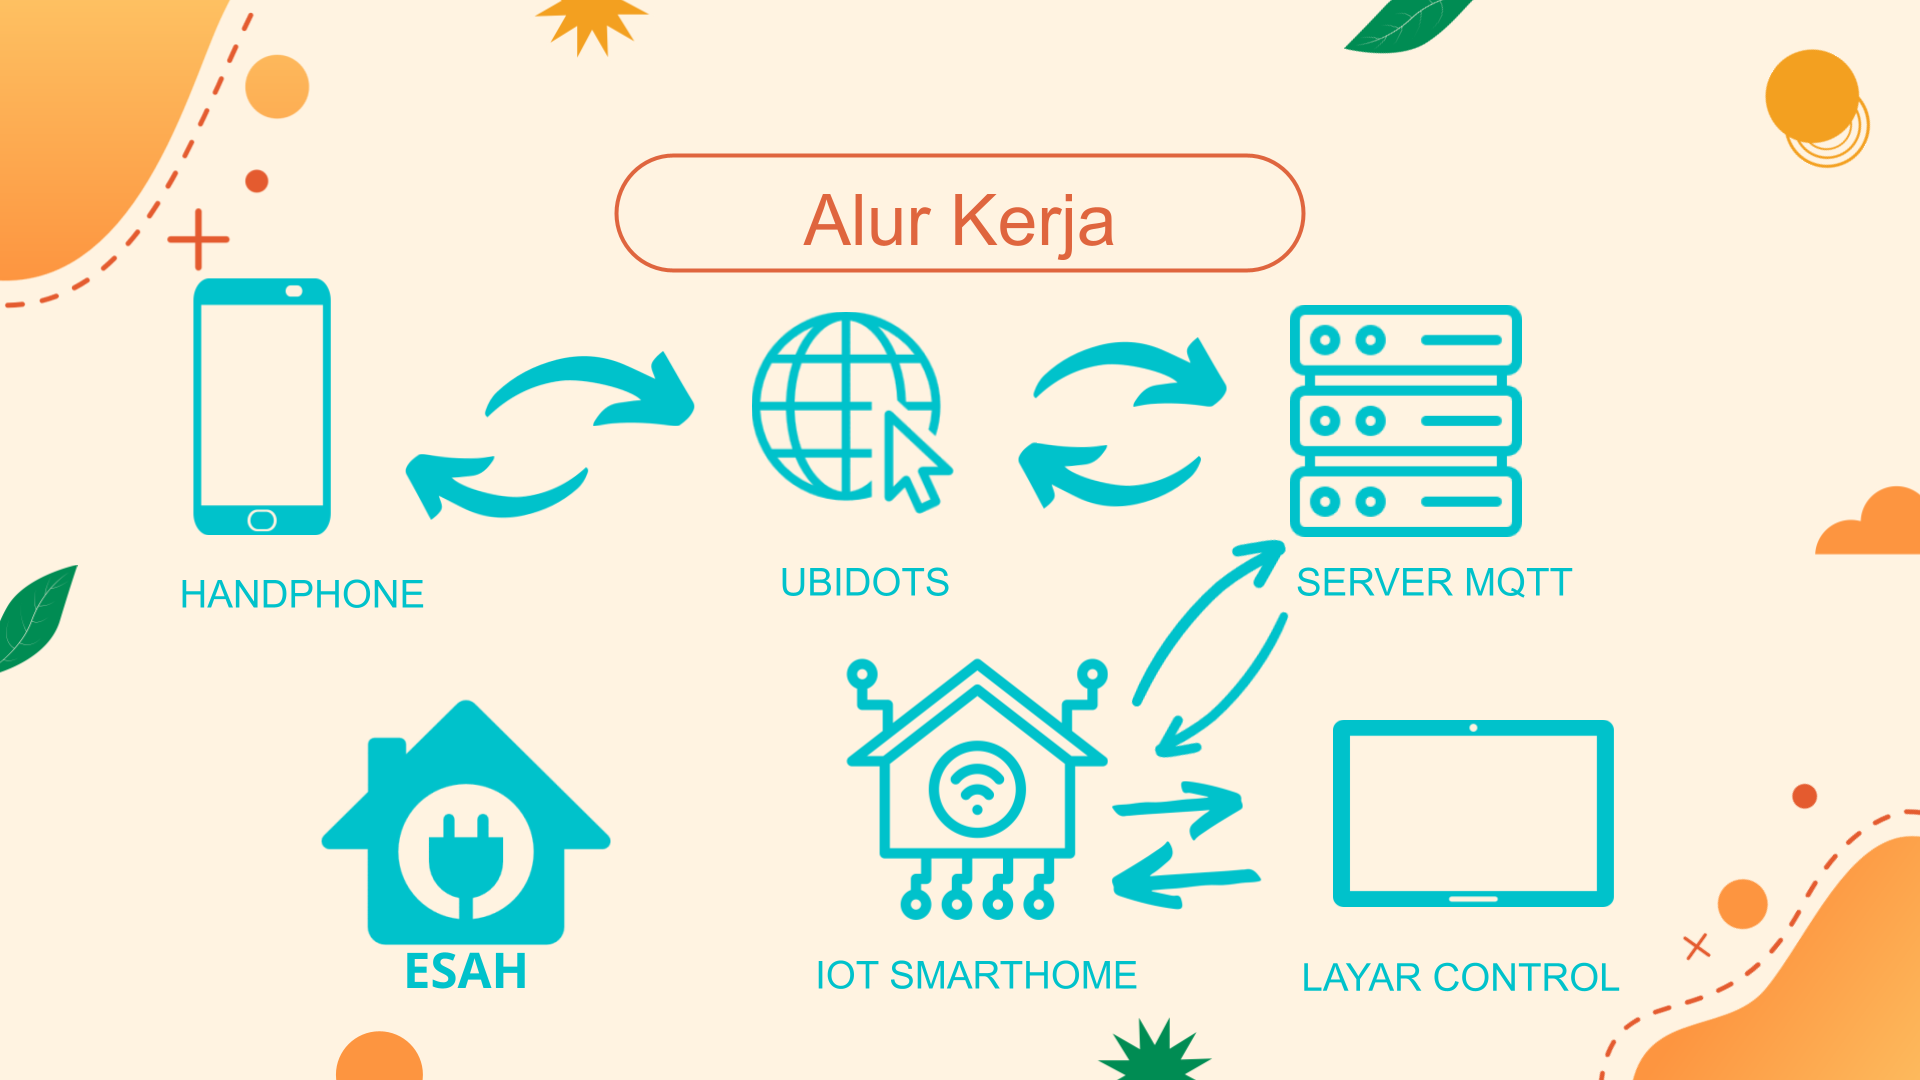 Alur Kerja
HANDPHONE
UBIDOTS
SERVER MQTT
ESAH
IOT SMARTHOME
LAYAR CONTROL